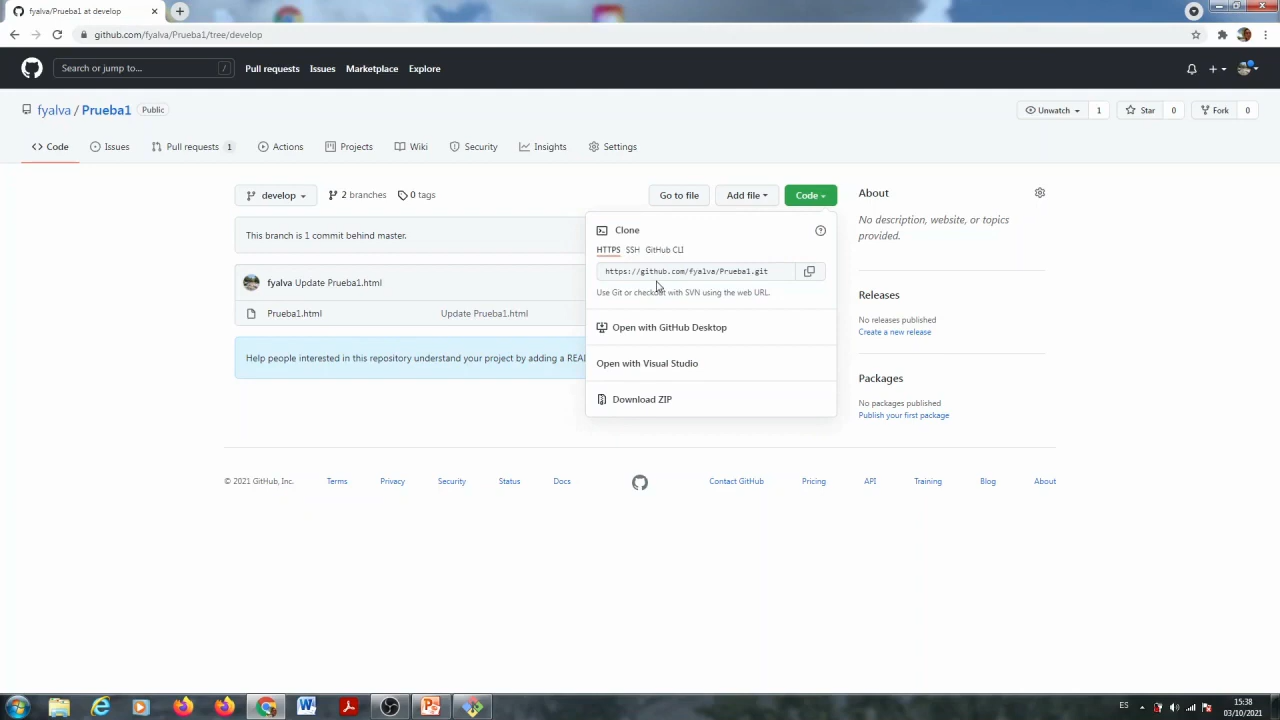 fyalva/Prueba1 at develop
github.com/fyalva/Prueba1/tree/develop
Search or jump to... /
Pull requests Issues Marketplace Explore
fyalva / Prueba1 Public
Unwatch 1 Star 0 Fork 0
Code Issues Pull requests 1 Actions Projects Wiki Security Insights Settings
develop 2 branches 0 tags Go to file Add file Code
This branch is 1 commit behind master.
fyalva Update Prueba1.html
Prueba1.html Update Prueba1.html
Help people interested in this repository understand your project by adding a REA
Clone
HTTPS SSH GitHub CLI
https://github.com/fyalva/Prueba1.git
Use Git or checkout with SVN using the web URL.
Open with GitHub Desktop
Open with Visual Studio
Download ZIP
About
No description, website, or topics
provided.
Releases
No releases published
Create a new release
Packages
No packages published
Publish your first package
© 2021 GitHub, Inc. Terms Privacy Security Status Docs Contact GitHub Pricing API Training Blog About
ES
15:38
03/10/2021